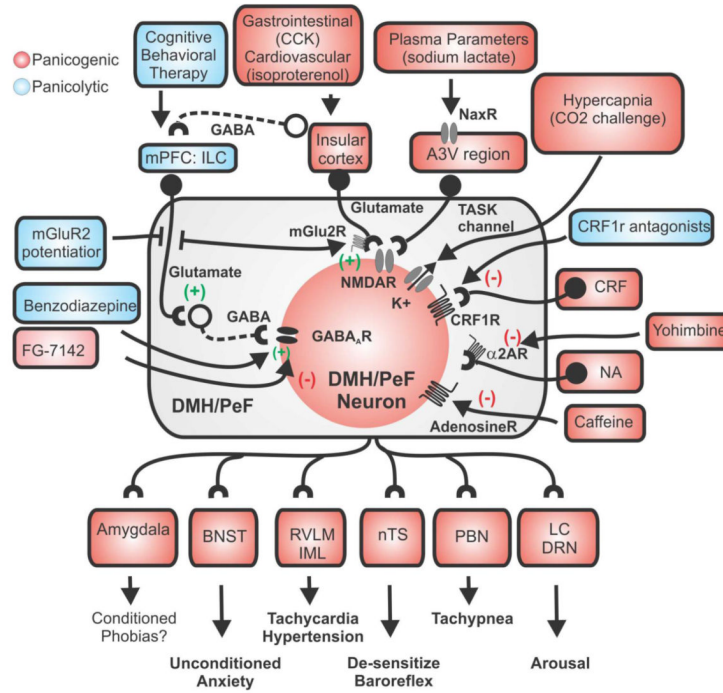 Panicogenic
Panicolytic
Cognitive
Behavioral
Therapy
Gastrointestinal
(CCK)
Cardiovascular
(isoproterenol)
Plasma Parameters
(sodium lactate)
Hypercapnia
(CO2 challenge)
GABA
NaxR
mPFC: ILC
Insular
cortex
A3V region
Glutamate
TASK
channel
mGluR2
potentiatior
mGlu2R
CRF1r antagonists
Glutamate
(+)
(+)
NMDAR
K+
(-)
CRF1R
CRF
Benzodiazepine
GABA
GABAAR
(+)
FG-7142
(-)
Yohimbine
(-)
α2AR
DMH/PeF
DMH/PeF
Neuron
NA
(-)
AdenosineR
Caffeine
Amygdala
BNST
RVLM
IML
nTS
PBN
LC
DRN
Conditioned
Phobias?
Tachycardia
Hypertension
Tachypnea
Unconditioned
Anxiety
De-sensitize
Baroreflex
Arousal